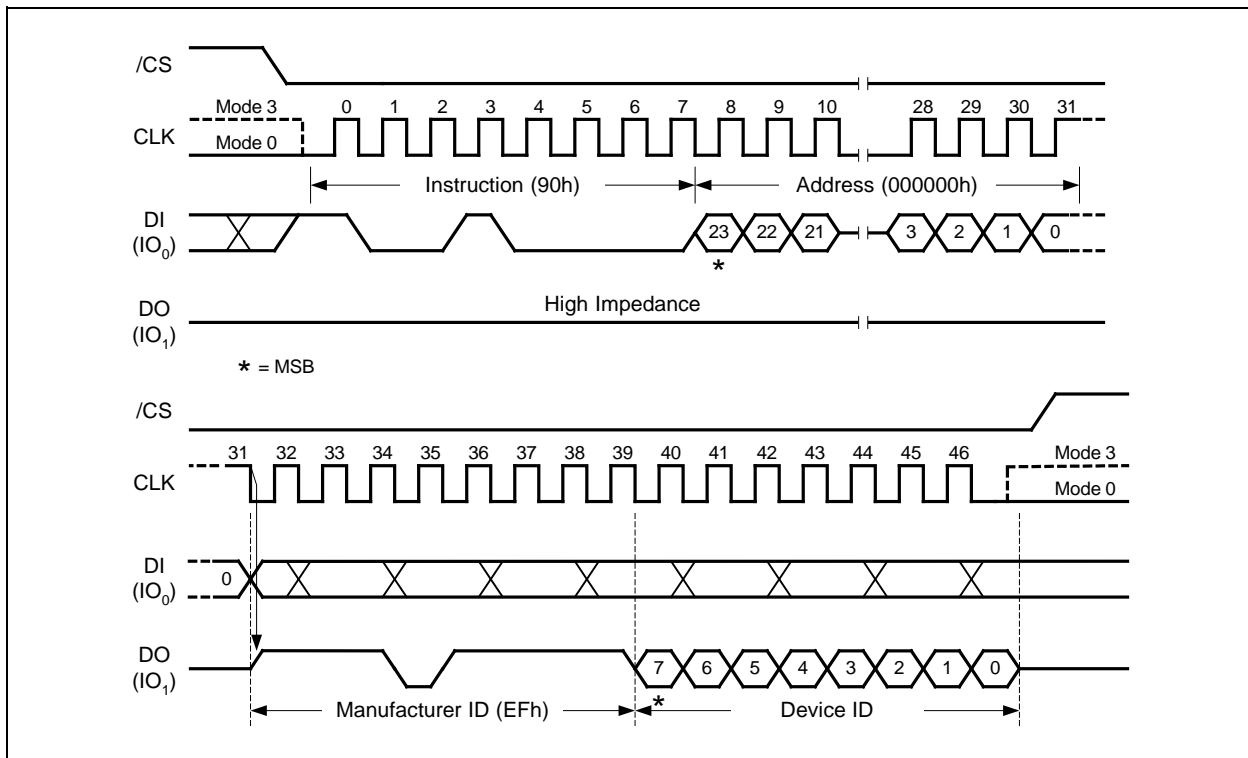 /CS
Mode 3
0 1 2 3 4 5 6 7 8 9 10 28 29 30 31
CLK
Mode 0
Instruction (90h) Address (000000h)
DI
(IO0)
23 22 21 3 2 1 0
*
High Impedance
DO
(IO1)
* = MSB
/CS
31 32 33 34 35 36 37 38 39 40 41 42 43 44 45 46
Mode 3
CLK
Mode 0
DI
(IO0)
0
DO
(IO1)
7 6 5 4 3 2 1 0
*
Manufacturer ID (EFh) Device ID